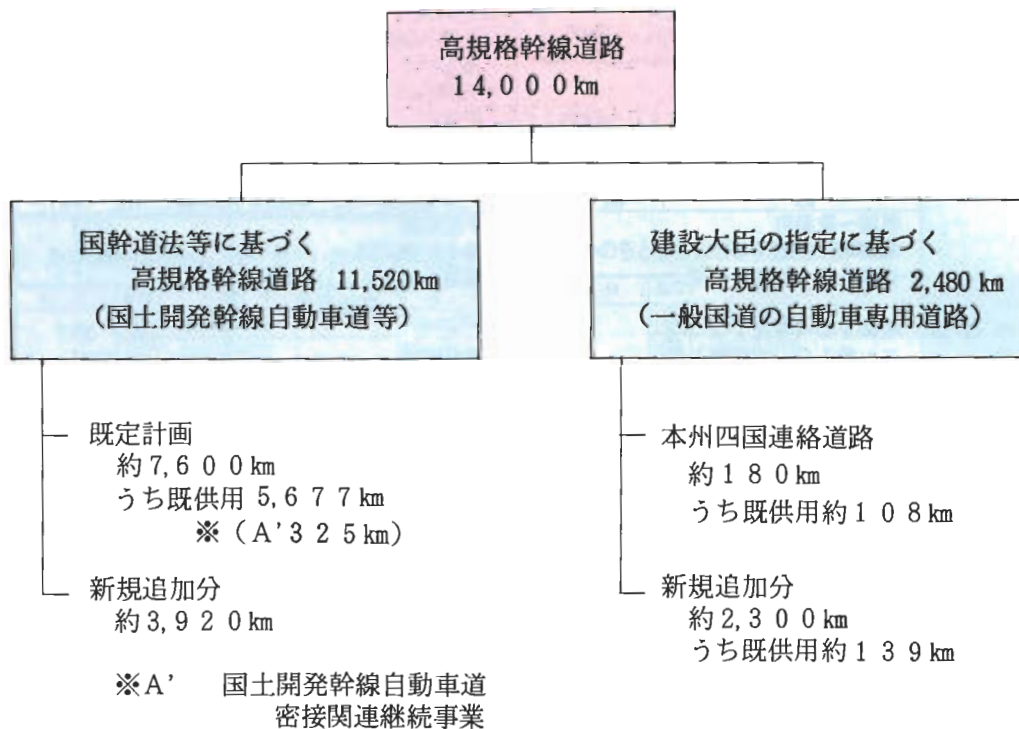 高規格幹線道路
14,000㎞
国幹道法等に基づく
高規格幹線道路 11,520㎞
(国土開発幹線自動車道等)
建設大臣の指定に基づく
高規格幹線道路 2,480㎞
(一般国道の自動車専用道路)
既定計画
約7,600㎞
うち既供用 5,677㎞
※(A'325㎞)
新規追加分
約3,920㎞
※A' 国土開発幹線自動車道
密接関連継続事業
本州四国連絡道路
約180㎞
うち既供用約108㎞
新規追加分
約2,300㎞
うち既供用約139㎞